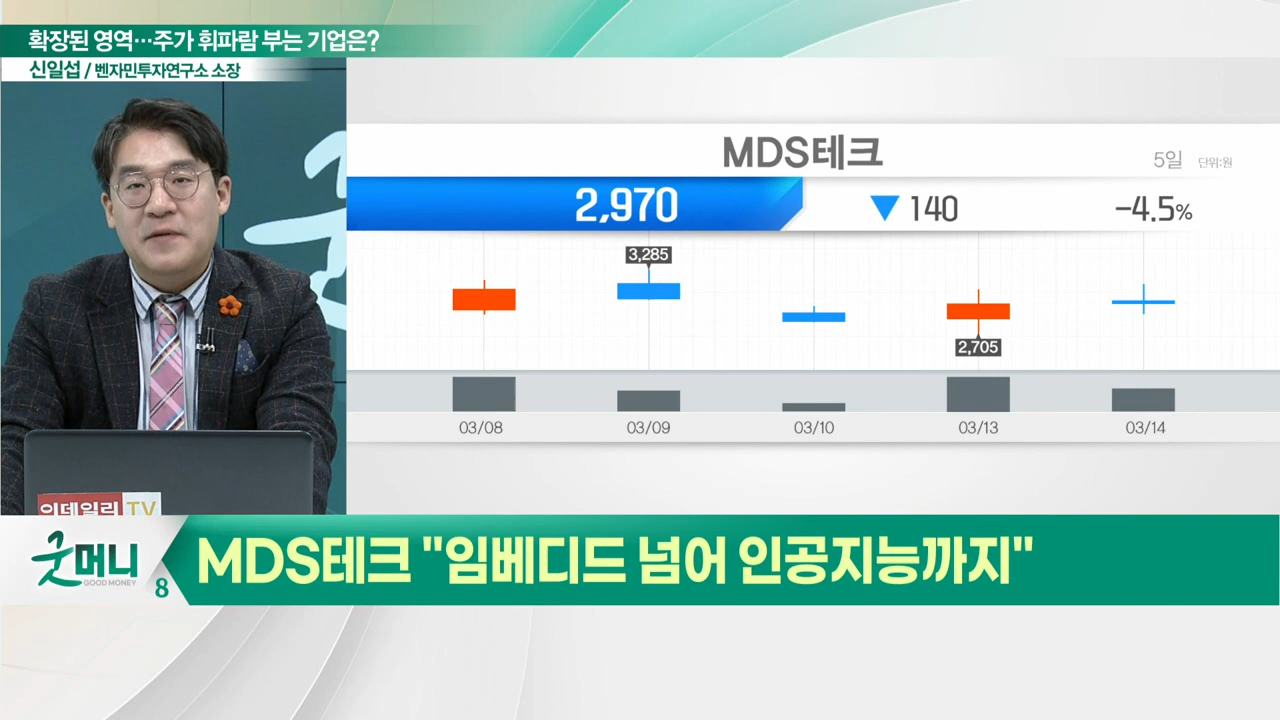 확장된 영역…주가 휘파람 부는 기업은?
신일섭 / 벤자민투자연구소 소장
MDS테크
5일 단위:원
2,970 ▼ 140 -4.5%
3,285
2,705
03/08 03/09 03/10 03/13 03/14
이데일리 TV
굿머니
GOOD MONEY
8
MDS테크 "임베디드 넘어 인공지능까지"